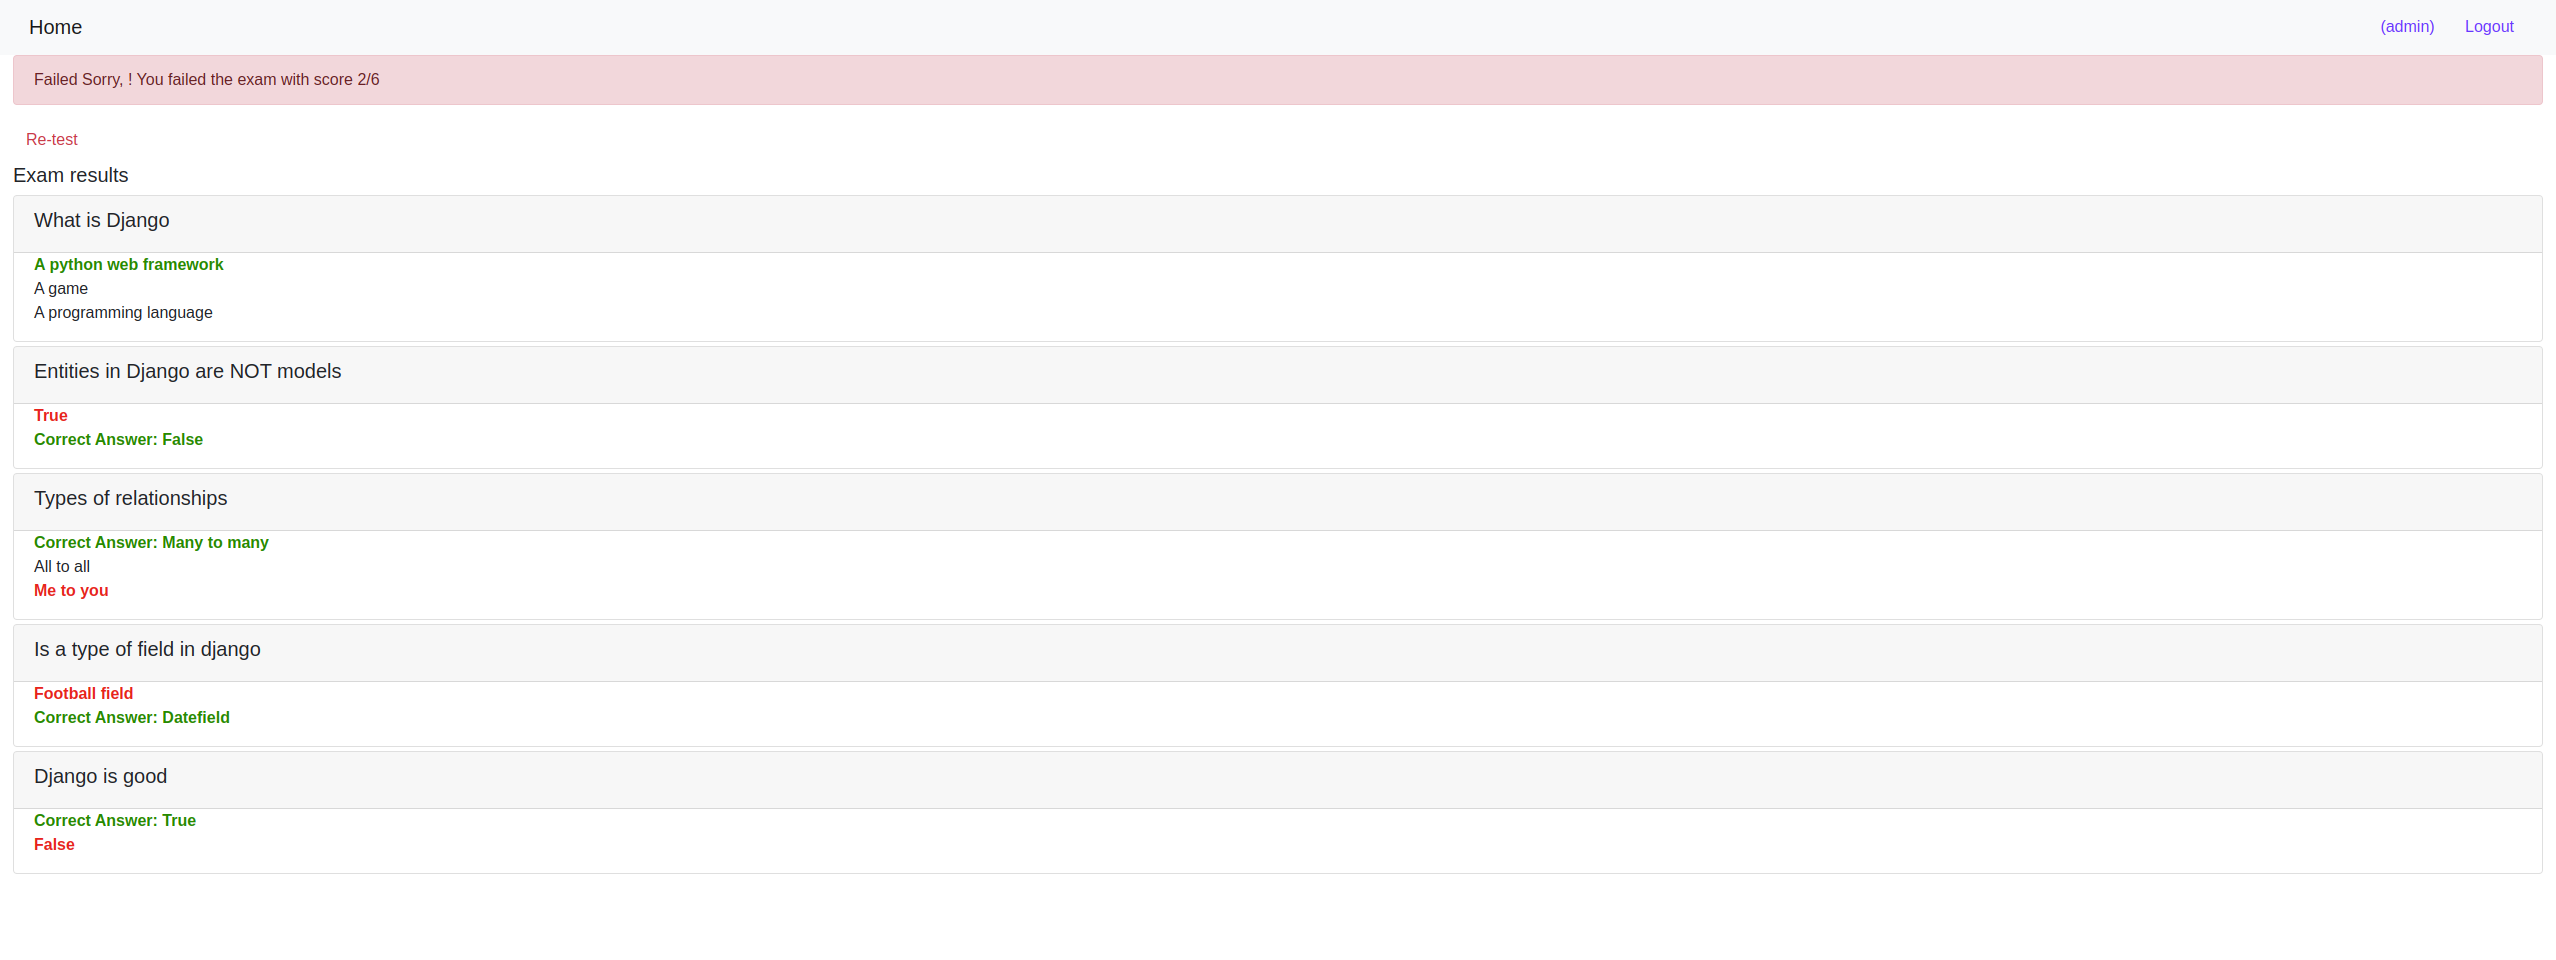 Home
(admin) Logout
Failed Sorry, ! You failed the exam with score 2/6
Re-test
Exam results
What is Django
A python web framework
A game
A programming language
Entities in Django are NOT models
True
Correct Answer: False
Types of relationships
Correct Answer: Many to many
All to all
Me to you
Is a type of field in django
Football field
Correct Answer: Datefield
Django is good
Correct Answer: True
False